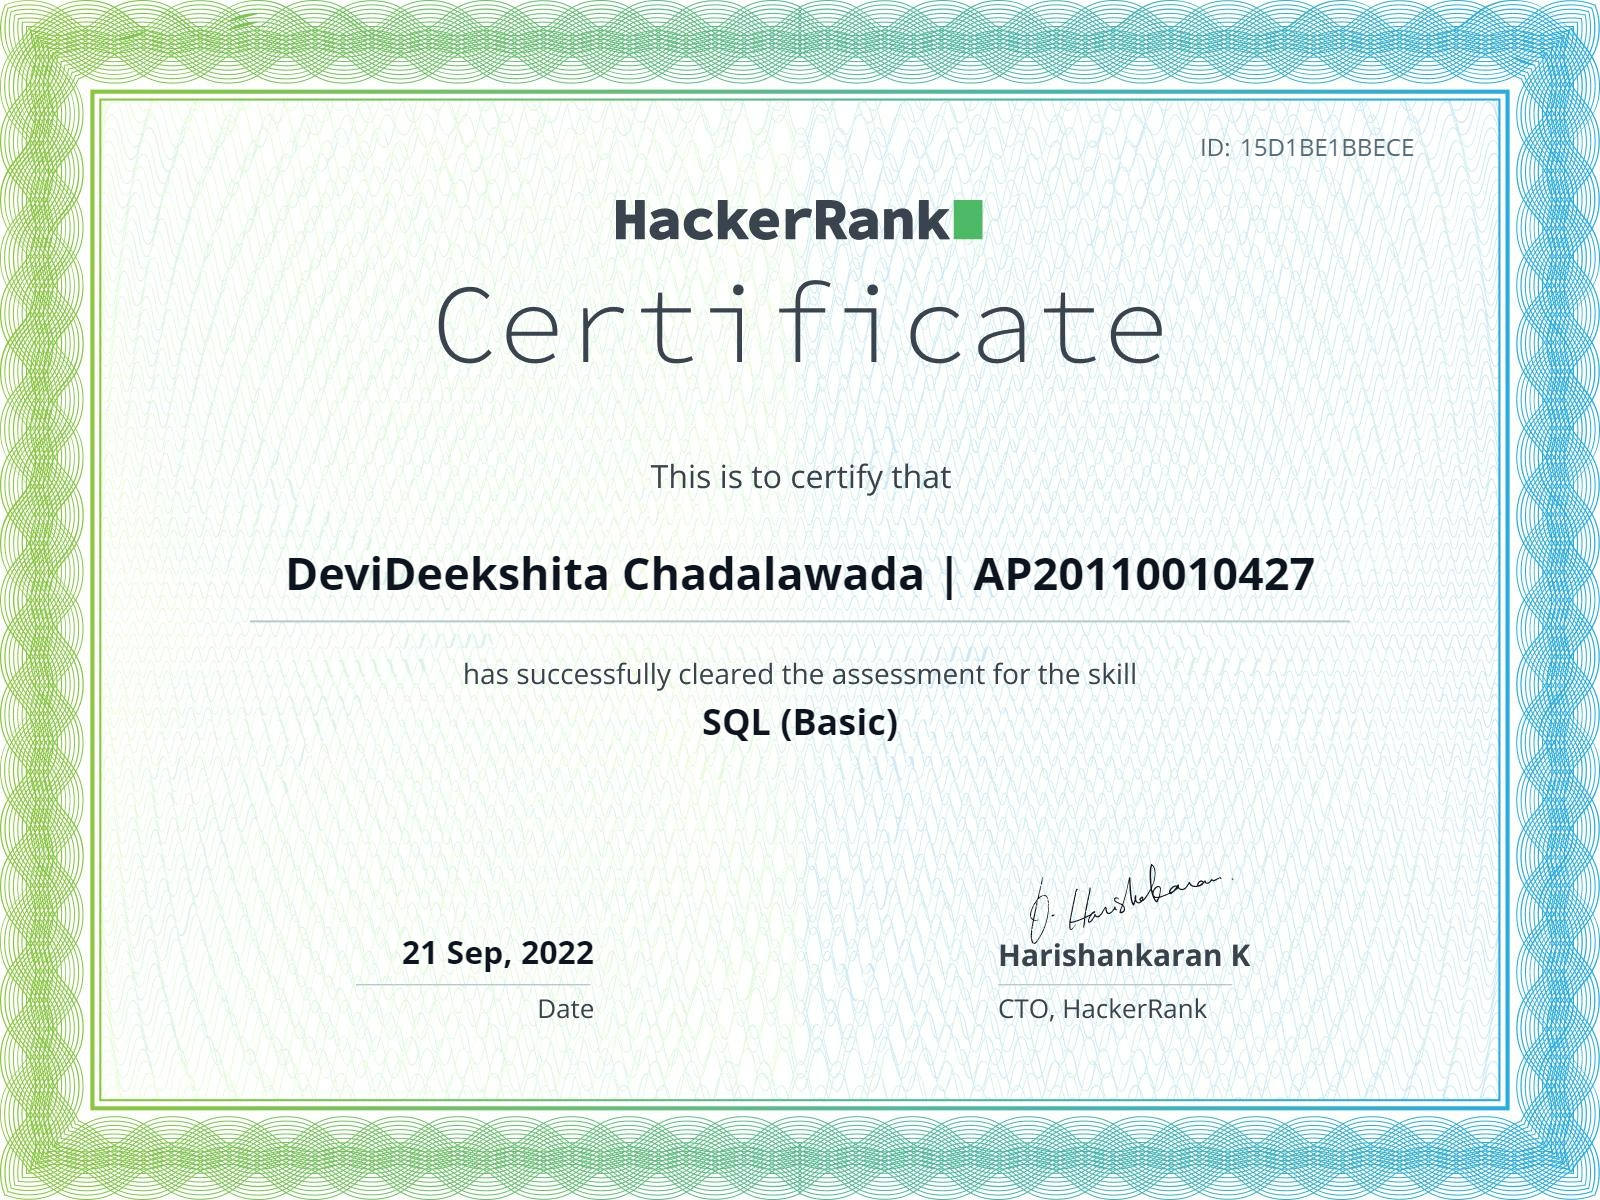 ID: 15D1BE1BBECE
HackerRank
Certificate
This is to certify that
DeviDeekshita Chadalawada | AP20110010427
has successfully cleared the assessment for the skill
SQL (Basic)
21 Sep, 2022
Date
Harishankaran K
CTO, HackerRank